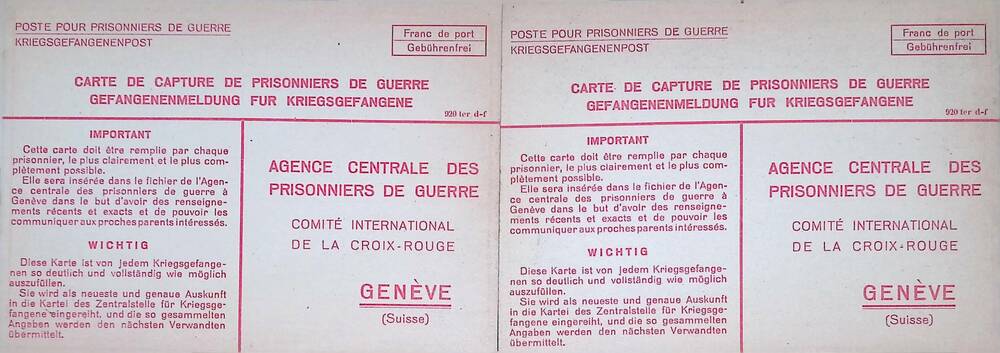 POSTE POUR PRISONNIERS DE GUERRE
KRIEGSGEFANGENENPOST
Franc de port
Gebührenfrei
CARTE DE CAPTURE DE PRISONNIERS DE GUERRE
GEFANGENENMELDUNG FUR KRIEGSGEFANGENE
920 ter d-f
IMPORTANT
Cette carte doit être remplie par chaque
prisonnier, le plus clairement et le plus com-
plètement possible.
Elle sera insérée dans le fichier de l'Agen-
ce centrale des prisonniers de guerre à
Genève dans le but d'avoir des renseigne-
ments récents et exacts et de pouvoir les
communiquer aux proches parents intéressés.
WICHTIG
Diese Karte ist von jedem Kriegsgefange-
nen so deutlich und vollständig wie möglich
auszufüllen.
Sie wird als neueste und genaue Auskunft
in die Kartei des Zentralstelle für Kriegsge-
fangene eingereiht, und die so gesammelten
Angaben werden den nächsten Verwandten
übermittelt.
AGENCE CENTRALE DES
PRISONNIERS DE GUERRE
COMITÉ INTERNATIONAL
DE LA CROIX-ROUGE
GENÈVE
(Suisse)
POSTE POUR PRISONNIERS DE GUERRE
KRIEGSGEFANGENENPOST
Franc de port
Gebührenfrei
CARTE DE CAPTURE DE PRISONNIERS DE GUERRE
GEFANGENENMELDUNG FUR KRIEGSGEFANGENE
920 ter d-f
IMPORTANT
Cette carte doit être remplie par chaque
prisonnier, le plus clairement et le plus com-
plètement possible.
Elle sera insérée dans le fichier de l'Agen-
ce centrale des prisonniers de guerre à
Genève dans le but d'avoir des renseigne-
ments récents et exacts et de pouvoir les
communiquer aux proches parents intéressés.
WICHTIG
Diese Karte ist von jedem Kriegsgefange-
nen so deutlich und vollständig wie möglich
auszufüllen.
Sie wird als neueste und genaue Auskunft
in die Kartei des Zentralstelle für Kriegsge-
fangene eingereiht, und die so gesammelten
Angaben werden den nächsten Verwandten
übermittelt.
AGENCE CENTRALE DES
PRISONNIERS DE GUERRE
COMITÉ INTERNATIONAL
DE LA CROIX-ROUGE
GENÈVE
(Suisse)